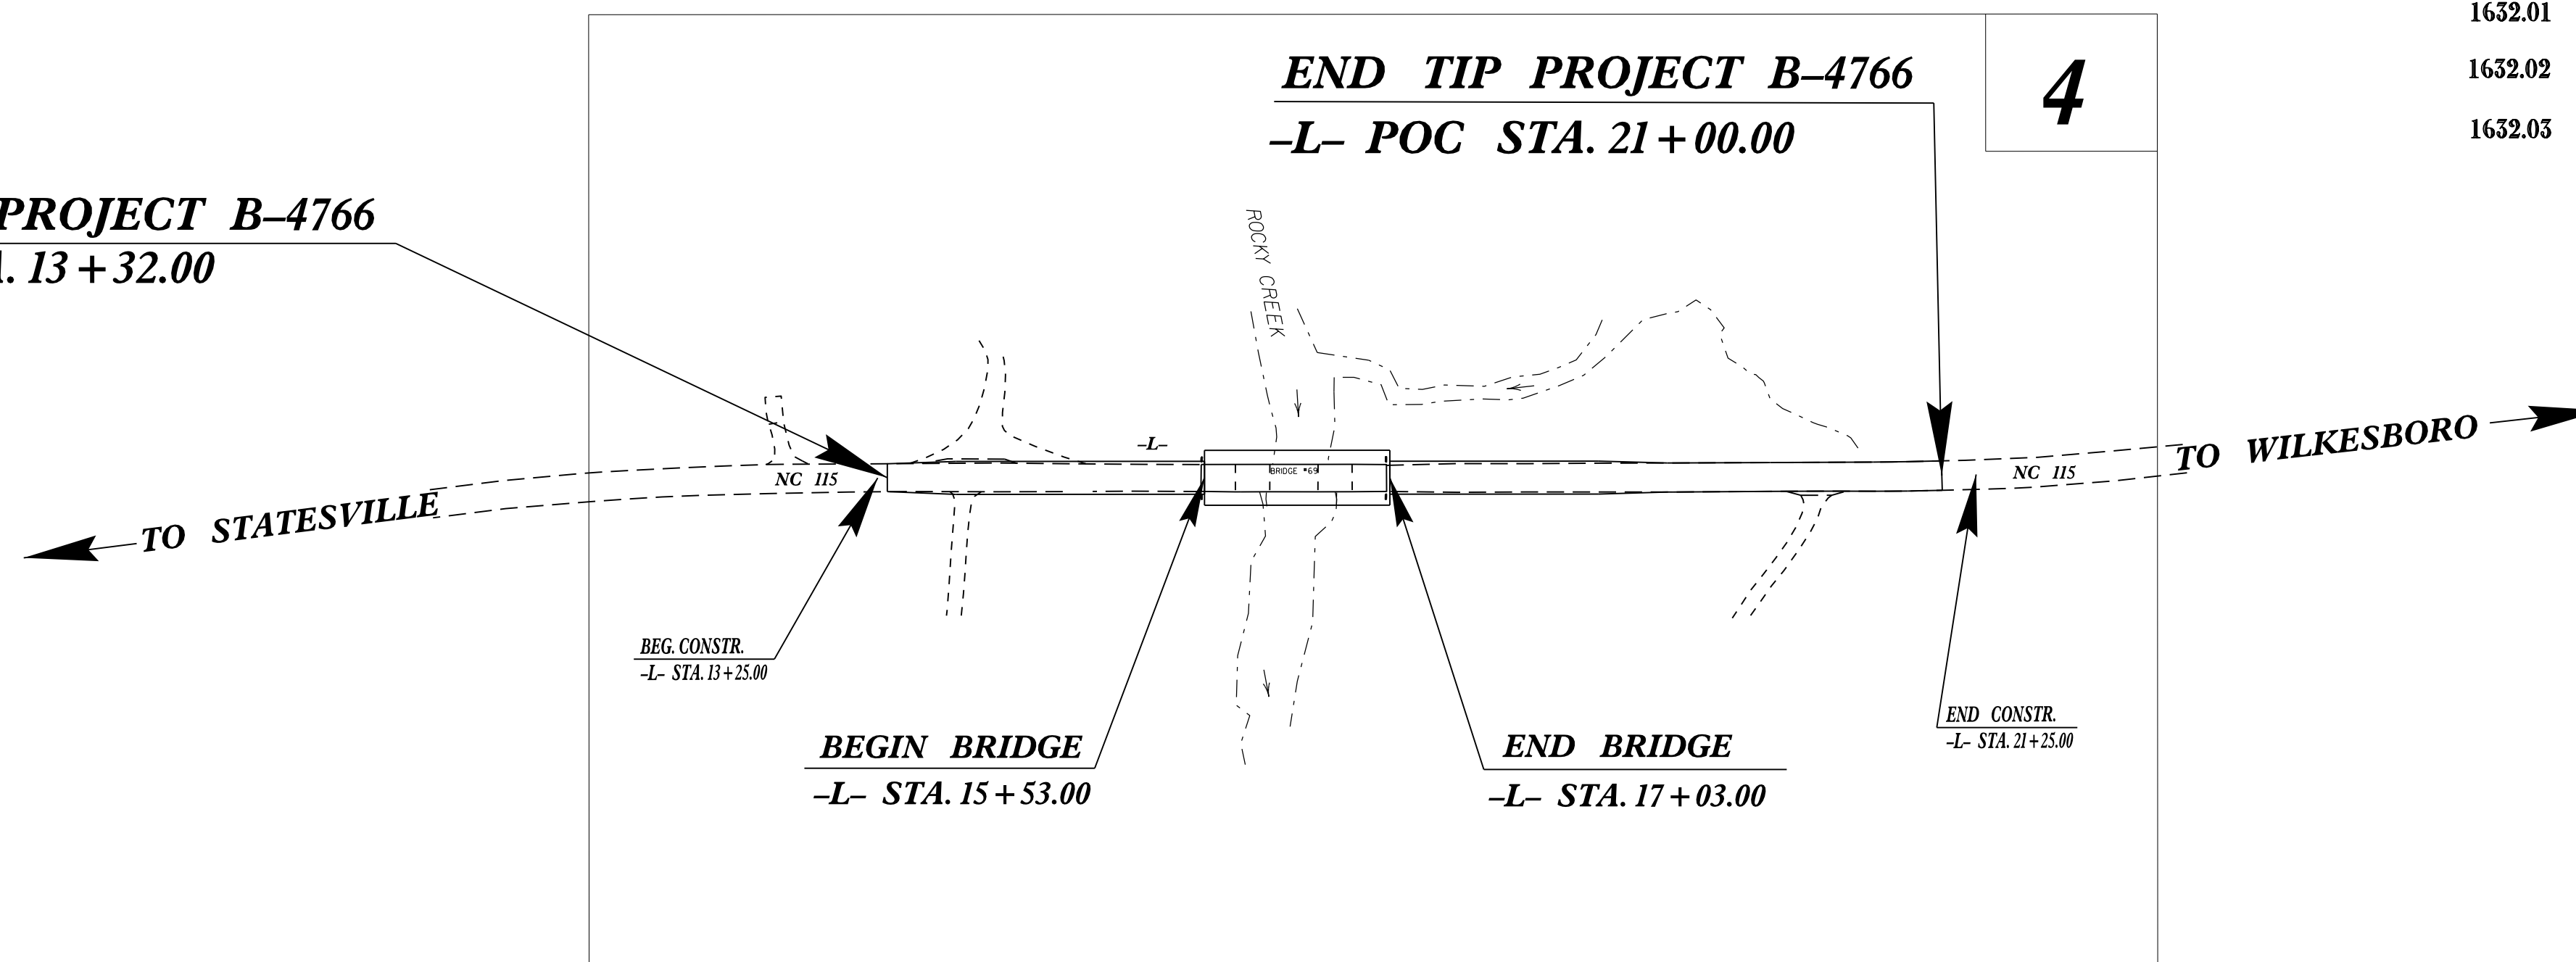 1632.01
1632.02
1632.03
END TIP PROJECT B–4766
–L– POC STA. 21+00.00
4
PROJECT B–4766
. 13+32.00
ROCKY CREEK
–L–
BRIDGE #69
NC 115
NC 115
TO STATESVILLE
TO WILKESBORO
BEG. CONSTR.
–L– STA. 13+25.00
BEGIN BRIDGE
–L– STA. 15+53.00
END BRIDGE
–L– STA. 17+03.00
END CONSTR.
–L– STA. 21+25.00